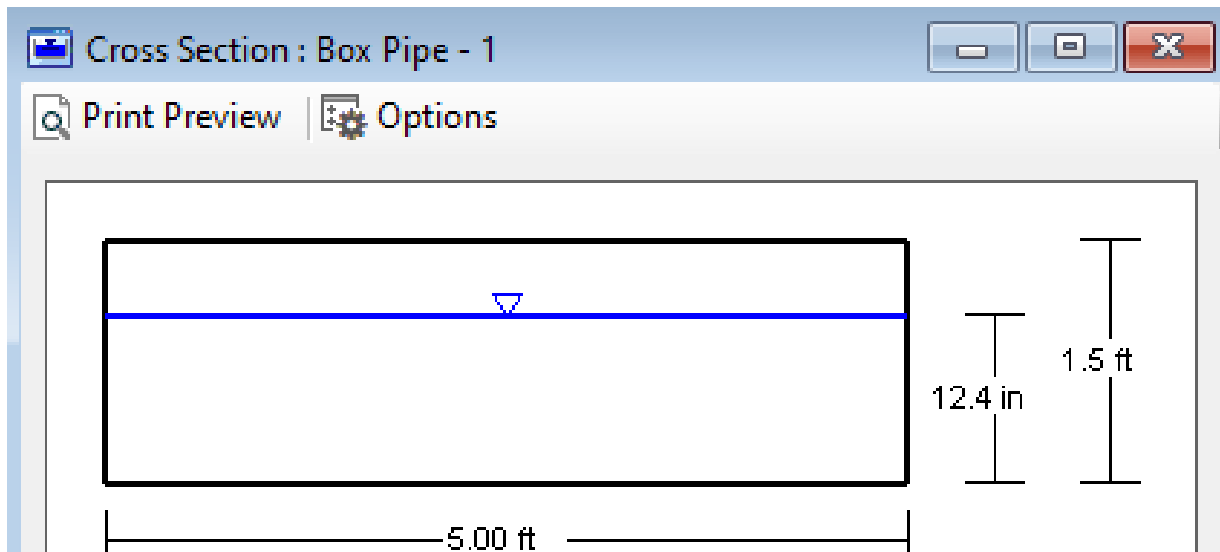 Cross Section : Box Pipe - 1
Print Preview Options
1.5 ft
12.4 in
5.00 ft